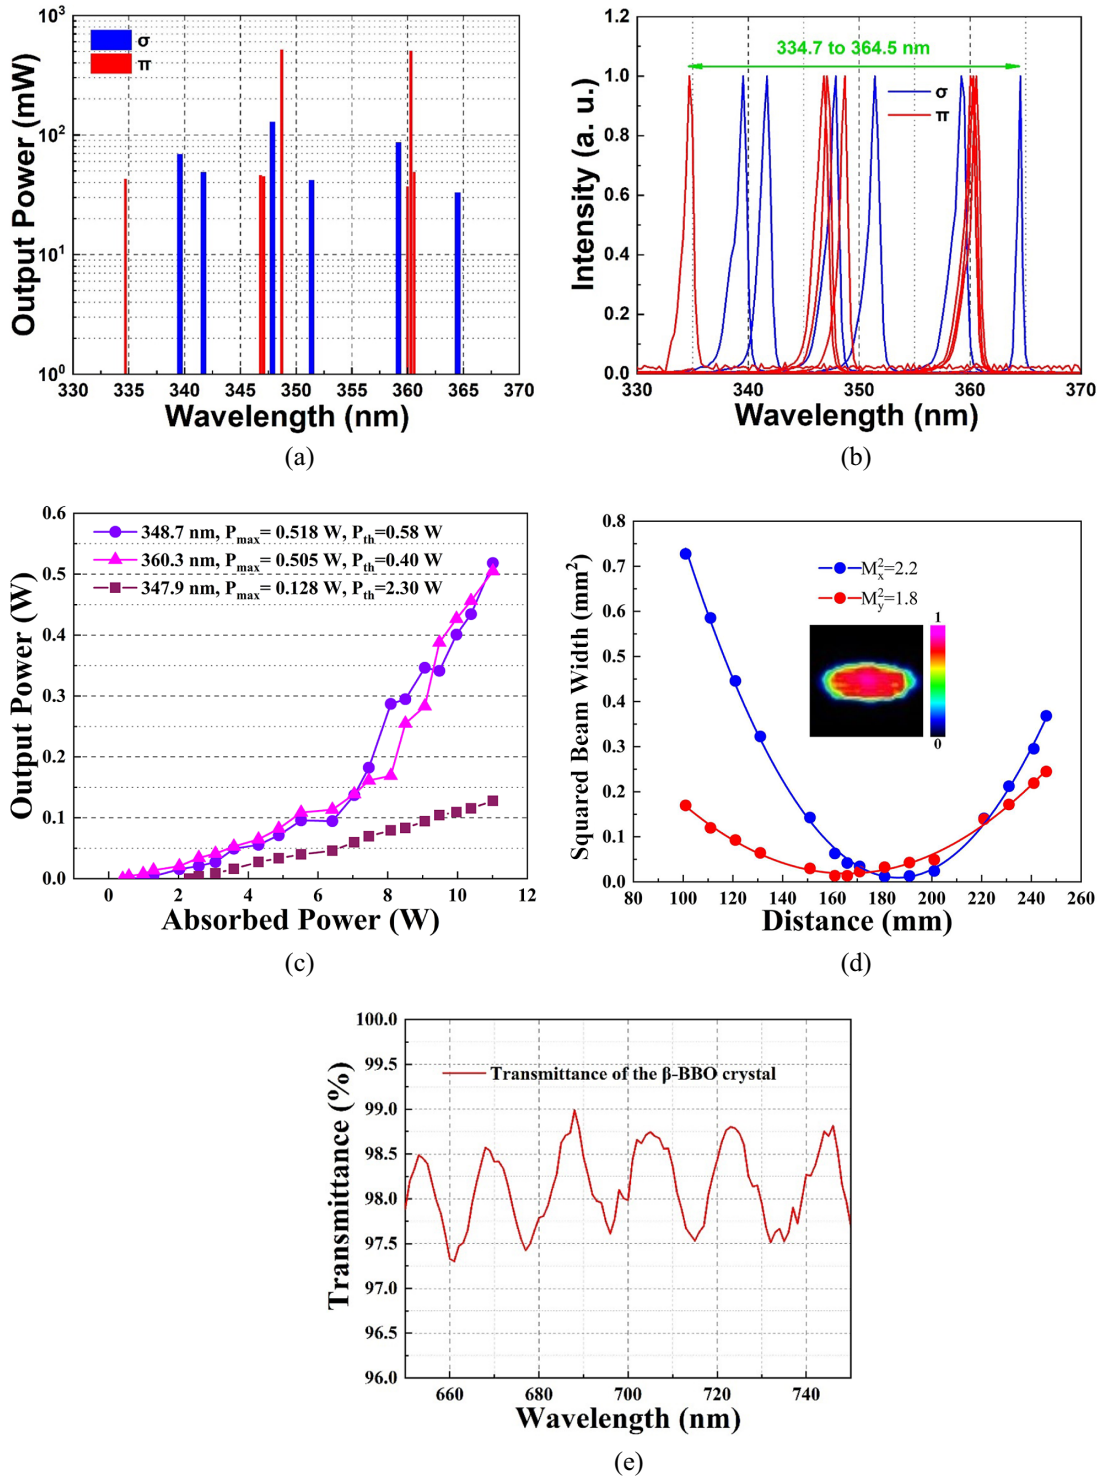 10³
10²
10¹
10⁰
Output Power (mW)
σ
π
330 340 350 360 370
Wavelength (nm)
(a)
1.2
1.0
0.8
0.6
0.4
0.2
0.0
Intensity (a. u.)
334.7 to 364.5 nm
σ
π
330 340 350 360 370
Wavelength (nm)
(b)
0.6
0.5
0.4
0.3
0.2
0.1
0.0
Output Power (W)
348.7 nm, Pmax= 0.518 W, Pth=0.58 W
360.3 nm, Pmax= 0.505 W, Pth=0.40 W
347.9 nm, Pmax= 0.128 W, Pth=2.30 W
0 2 4 6 8 10 12
Absorbed Power (W)
(c)
0.8
0.7
0.6
0.5
0.4
0.3
0.2
0.1
0.0
Squared Beam Width (mm²)
M²x=2.2
M²y=1.8
1
0
80 100 120 140 160 180 200 220 240 260
Distance (mm)
(d)
100.0
99.5
99.0
98.5
98.0
97.5
97.0
96.5
96.0
Transmittance (%)
Transmittance of the β-BBO crystal
660 680 700 720 740
Wavelength (nm)
(e)